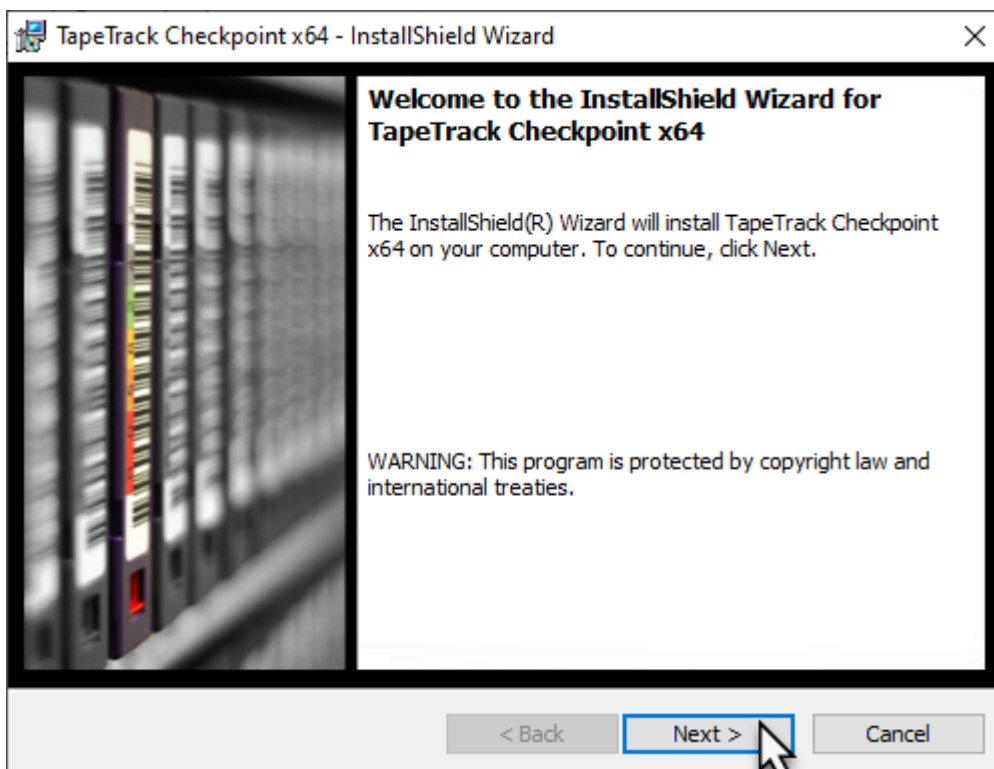 TapeTrack Checkpoint x64 - InstallShield Wizard
Welcome to the InstallShield Wizard for
TapeTrack Checkpoint x64
The InstallShield(R) Wizard will install TapeTrack Checkpoint
x64 on your computer. To continue, click Next.
WARNING: This program is protected by copyright law and
international treaties.
< Back
Next >
Cancel